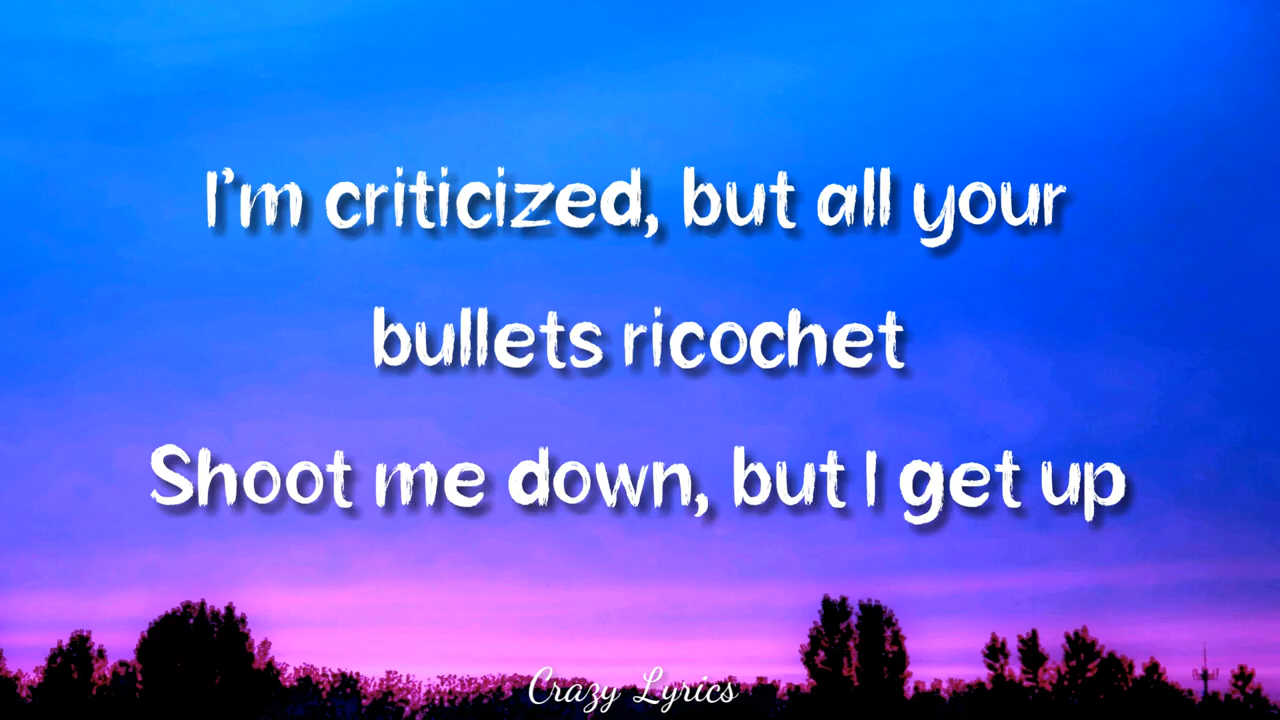 I'm criticized, but all your
bullets ricochet
Shoot me down, but I get up
Crazy Lyrics